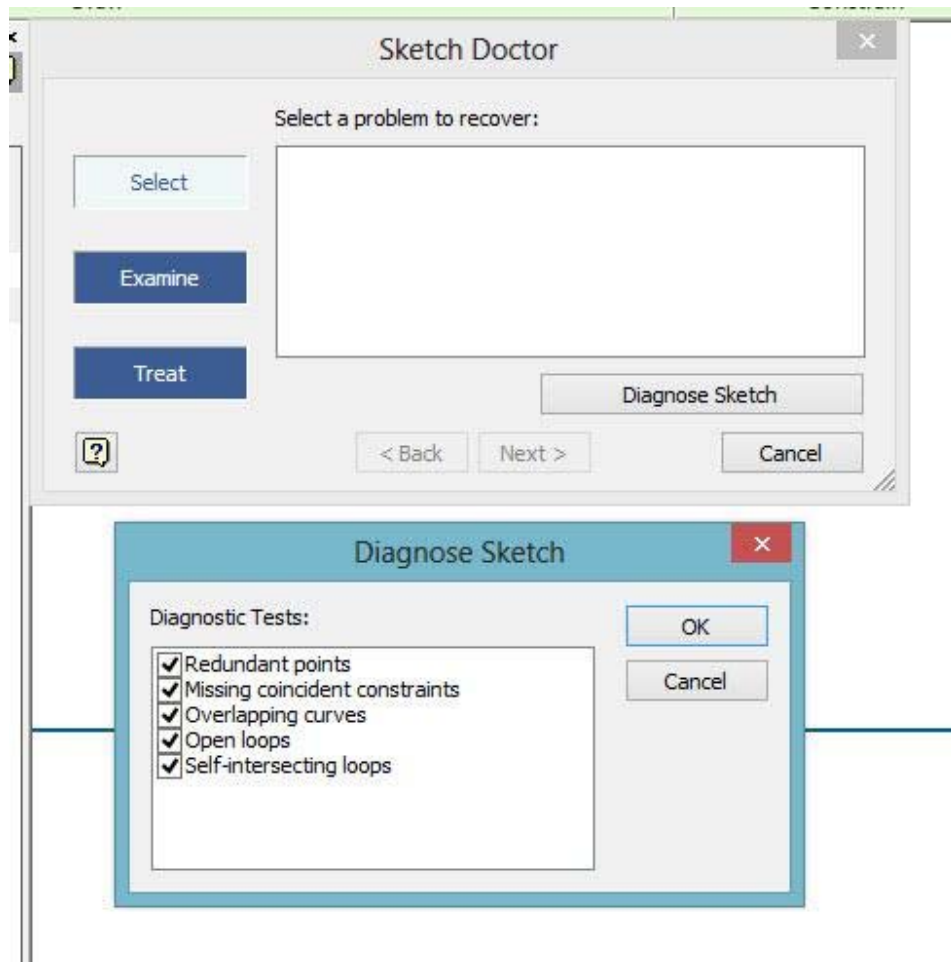 Sketch Doctor
Select a problem to recover:
Select
Examine
Treat
Diagnose Sketch
< Back
Next >
Cancel
Diagnose Sketch
Diagnostic Tests:
OK
Redundant points
Cancel
Missing coincident constraints
Overlapping curves
Open loops
Self-intersecting loops